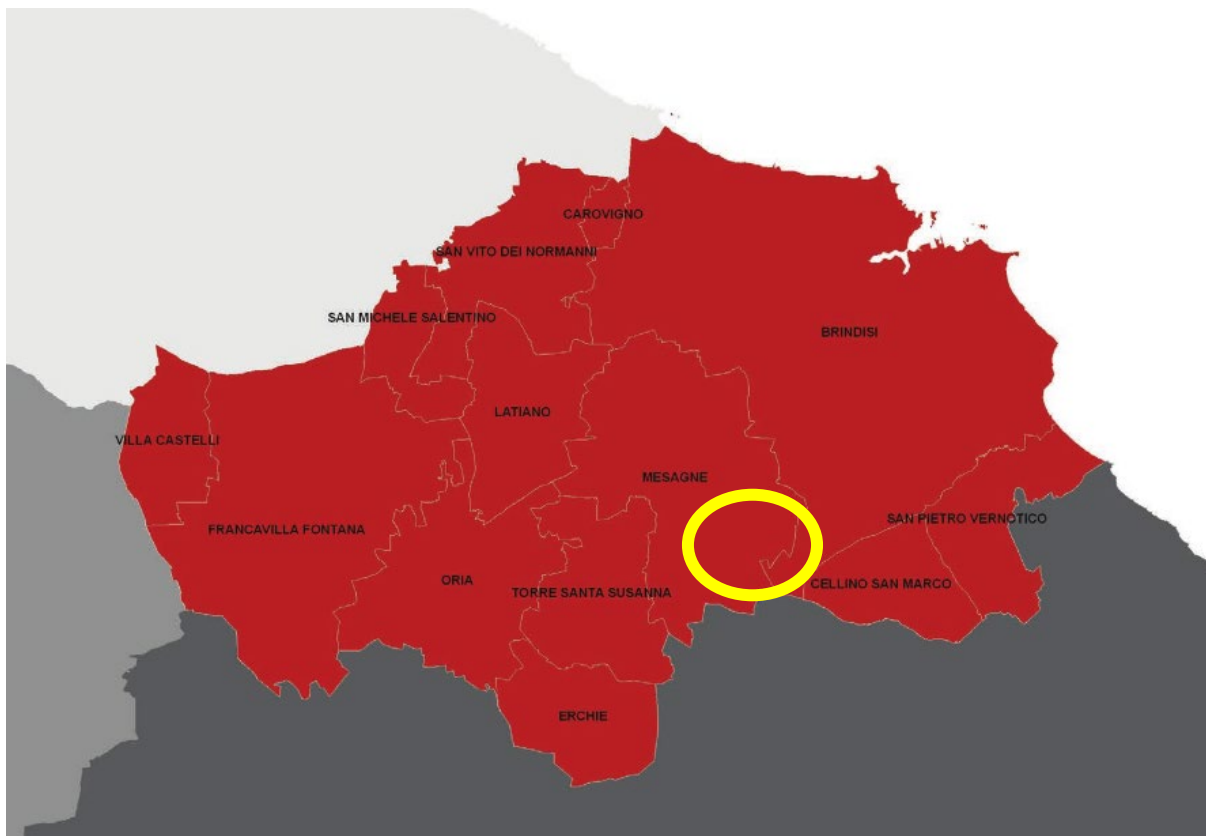 CAROVIGNO
SAN VITO DEI NORMANNI
SAN MICHELE SALENTINO
BRINDISI
LATIANO
VILLA CASTELLI
MESAGNE
FRANCAVILLA FONTANA
SAN PIETRO VERNOTICO
ORIA
TORRE SANTA SUSANNA
CELLINO SAN MARCO
ERCHIE